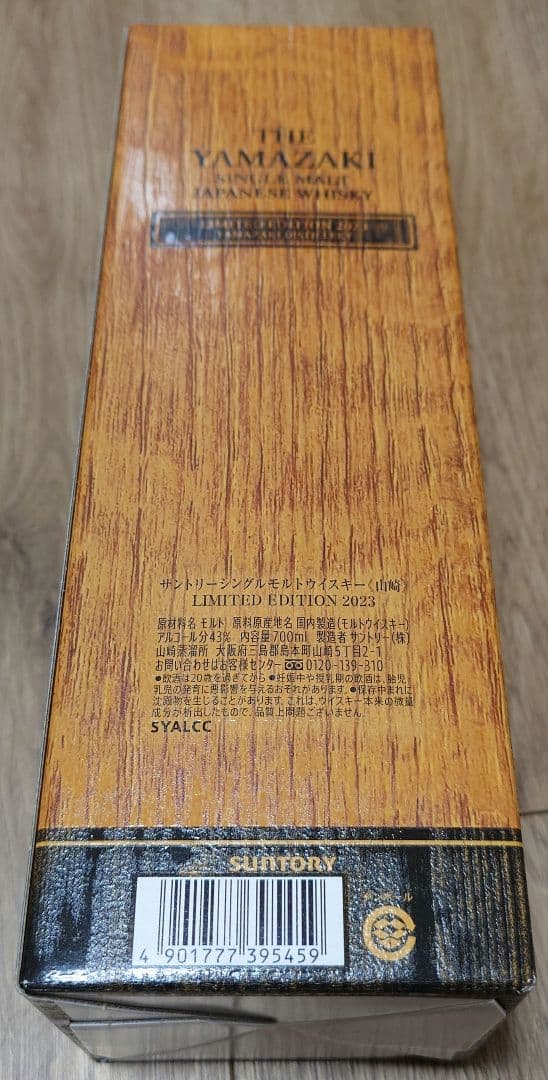 THE
YAMAZAKI
SINGLE MALT
JAPANESE WHISKY
LIMITED EDITION 2023
YAMAZAKI DISTILLERY
サントリーシングルモルトウイスキー《山崎》
LIMITED EDITION 2023
原材料名 モルト 原料原産地名 国内製造(モルトウイスキー)
アルコール分43% 内容量700ml 製造者 サントリー(株)
山崎蒸溜所 大阪府三島郡島本町山崎5丁目2-1
お問い合わせはお客様センター 0120-139-310
●飲酒は20歳を過ぎてから ●妊娠中や授乳期の飲酒は、胎児・
乳児の発育に悪影響を与えるおそれがあります。●保存中まれに
沈殿物を生じることがあります。これは、ウイスキー本来の微量
成分が析出したもので、品質上問題ございません。
5YALCC
SUNTORY
段ボール
4 901777 395459